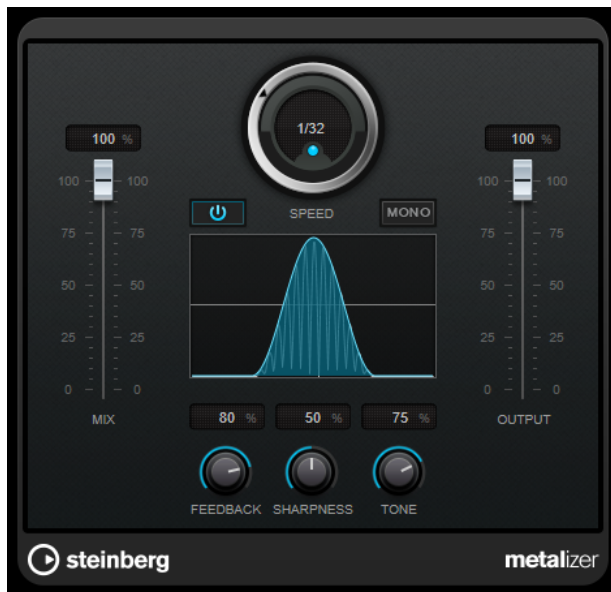 1/32
100 %
100 %
SPEED
MONO
100 100
75 75
50 50
25 25
0 0
MIX
100 100
75 75
50 50
25 25
0 0
OUTPUT
80 %
50 %
75 %
FEEDBACK
SHARPNESS
TONE
steinberg
metalizer